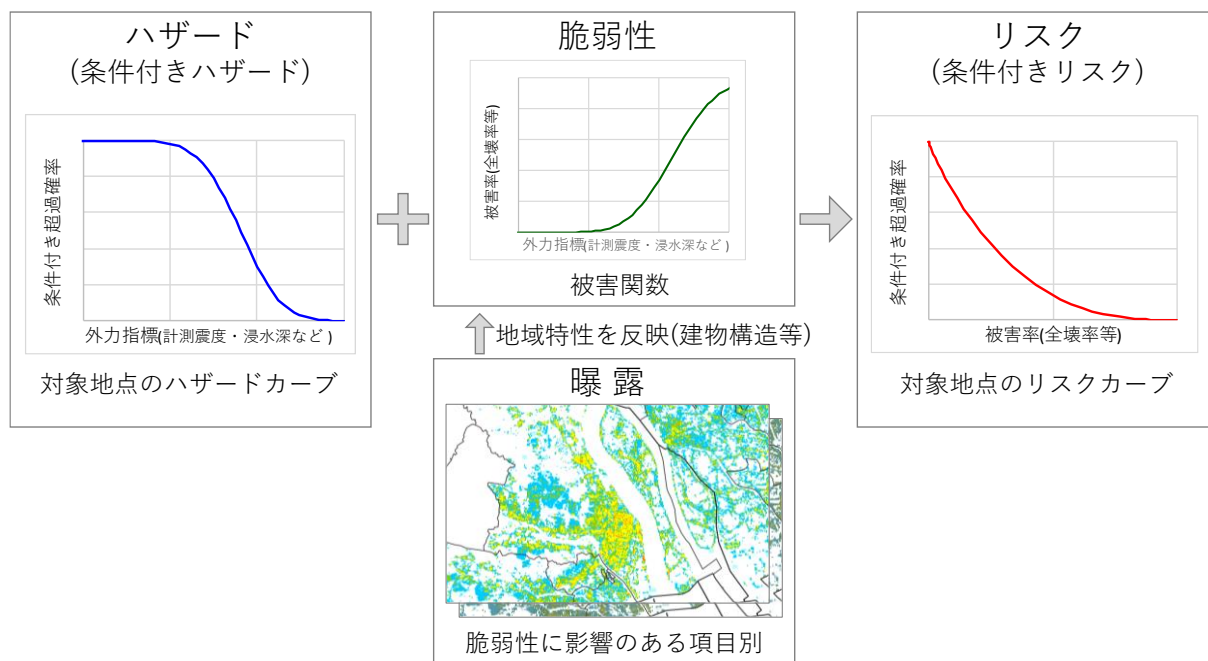 ハザード
(条件付きハザード)
条件付き超過確率
外力指標(計測震度・浸水深など )
対象地点のハザードカーブ
脆弱性
被害率(全壊率等)
外力指標(計測震度・浸水深など )
被害関数
地域特性を反映(建物構造等)
曝 露
脆弱性に影響のある項目別
リスク
(条件付きリスク)
条件付き超過確率
被害率(全壊率等)
対象地点のリスクカーブ